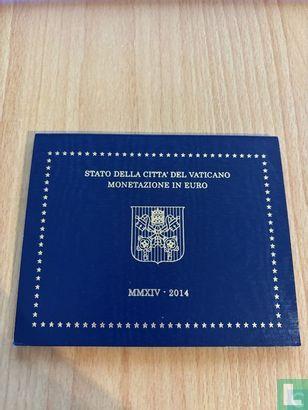 STATO DELLA CITTA' DEL VATICANO
MONETAZIONE IN EURO
MMXIV · 2014